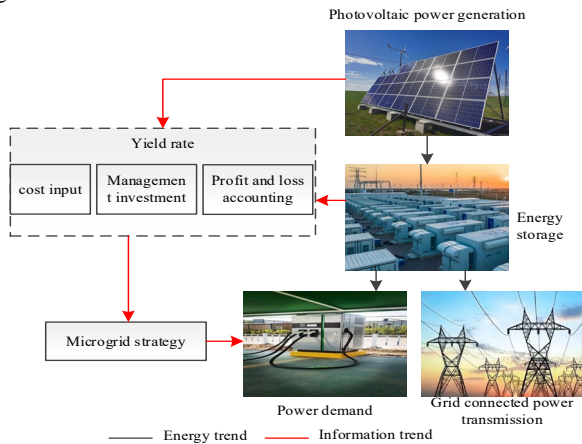 Photovoltaic power generation
Yield rate
cost input
Managemen
t investment
Profit and loss
accounting
Energy
storage
Microgrid strategy
Power demand
Grid connected power
transmission
Energy trend
Information trend